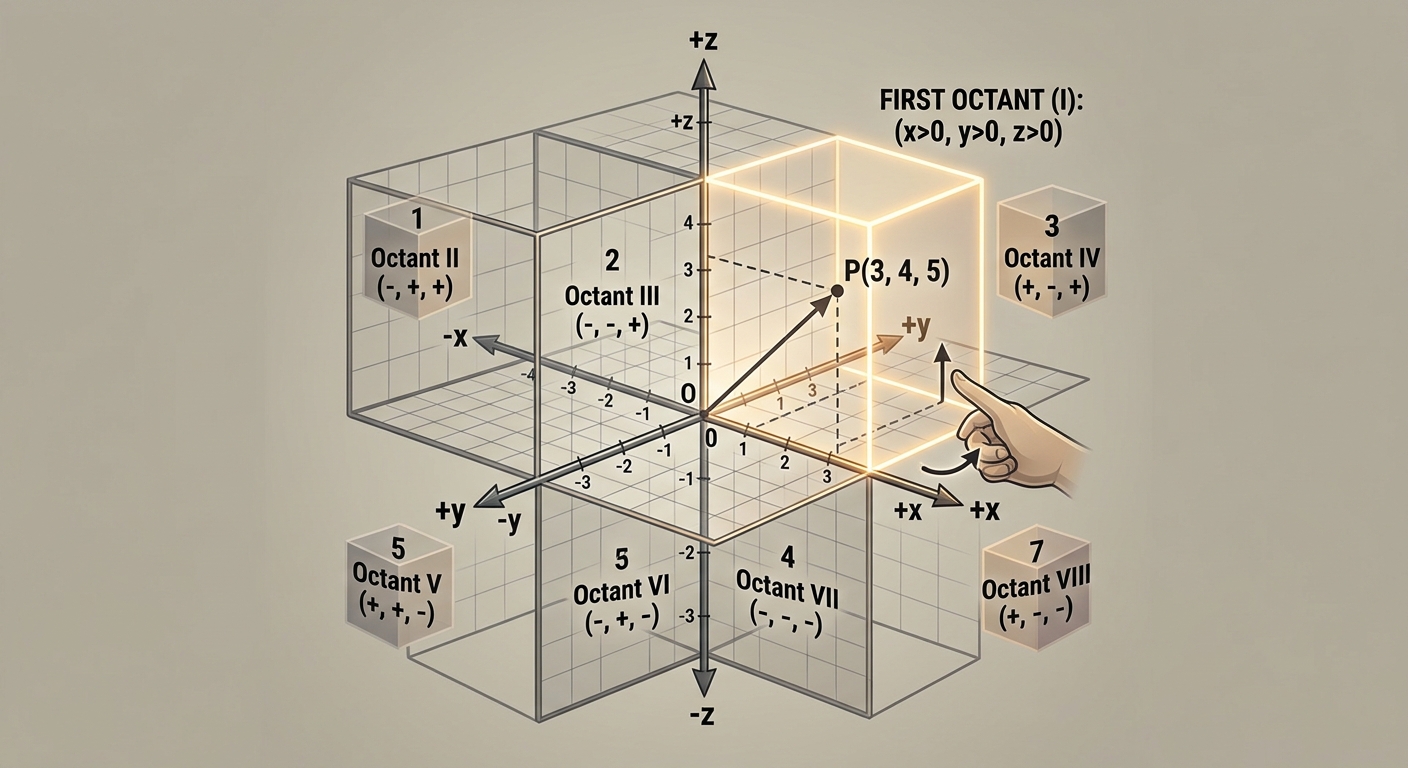 +z
FIRST OCTANT (I):
(x>0, y>0, z>0)
+z
4
3
2
1
1
Octant II
(-, +, +)
2
Octant III
(-, -, +)
3
Octant IV
(+, -, +)
P(3, 4, 5)
-x
+y
-4
-3
-2
-1
O
0
1
3
1
2
3
-1
-2
-3
-1
-2
-3
+y
-y
+x
+x
5
Octant V
(+, +, -)
5
Octant VI
(-, +, -)
4
Octant VII
(-, -, -)
7
Octant VIII
(+, -, -)
-z